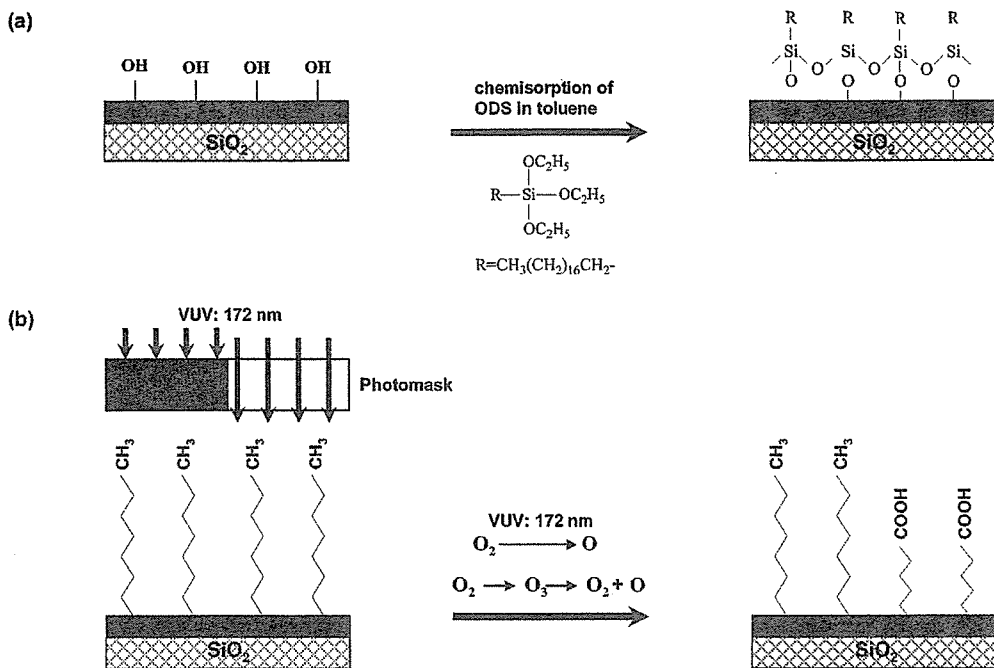 (a)
OH OH OH OH
SiO₂
chemisorption of
ODS in toluene
OC₂H₅
R—Si—OC₂H₅
OC₂H₅
R=CH₃(CH₂)₁₆CH₂-
R R R R
Si O Si O Si O Si
O O O O
SiO₂
(b)
VUV: 172 nm
Photomask
CH₃ CH₃ CH₃ CH₃
SiO₂
VUV: 172 nm
O₂ → O
O₂ → O₃ → O₂ + O
CH₃ CH₃ COOH COOH
SiO₂